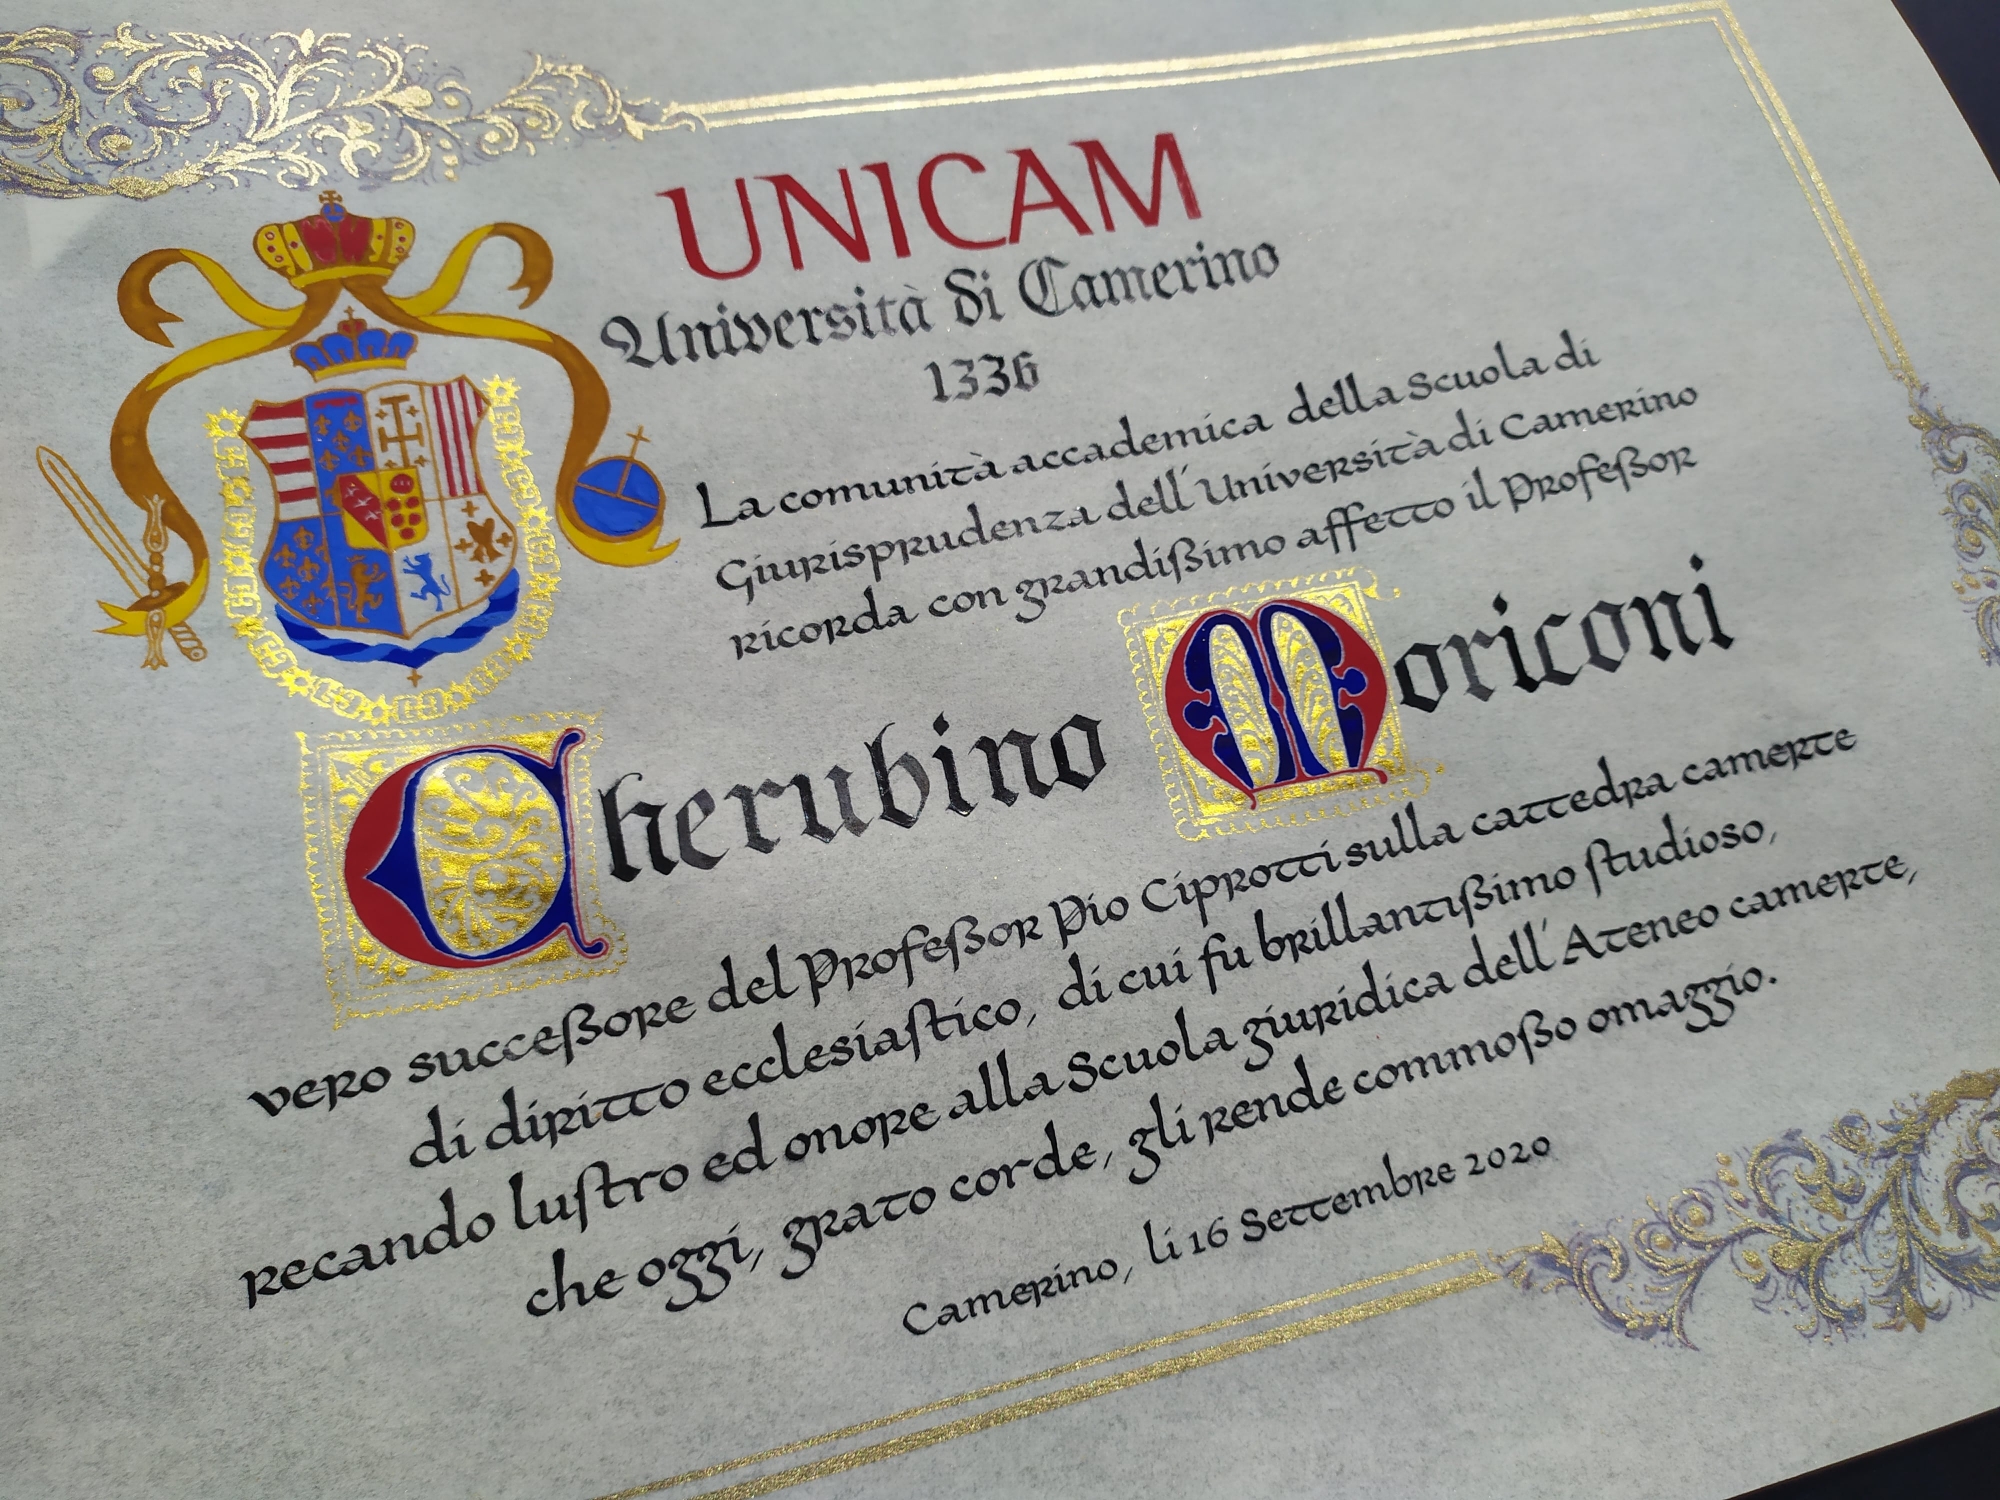 UNICAM
Università di Camerino
1336
La comunità accademica della Scuola di
Giurisprudenza dell'Università di Camerino
ricorda con grandißimo affetto il Profeßor
Cherubino Moriconi
vero succeßore del Profeßor Pio Ciprotti sulla cattedra camerte
di diritto ecclesiaſtico, di cui fu brillantißimo ſtudioso,
recando luſtro ed onore alla Scuola giuridica dell'Ateneo camerte,
che oggi, grato corde, gli rende commoßo omaggio.
Camerino, li 16 Settembre 2020